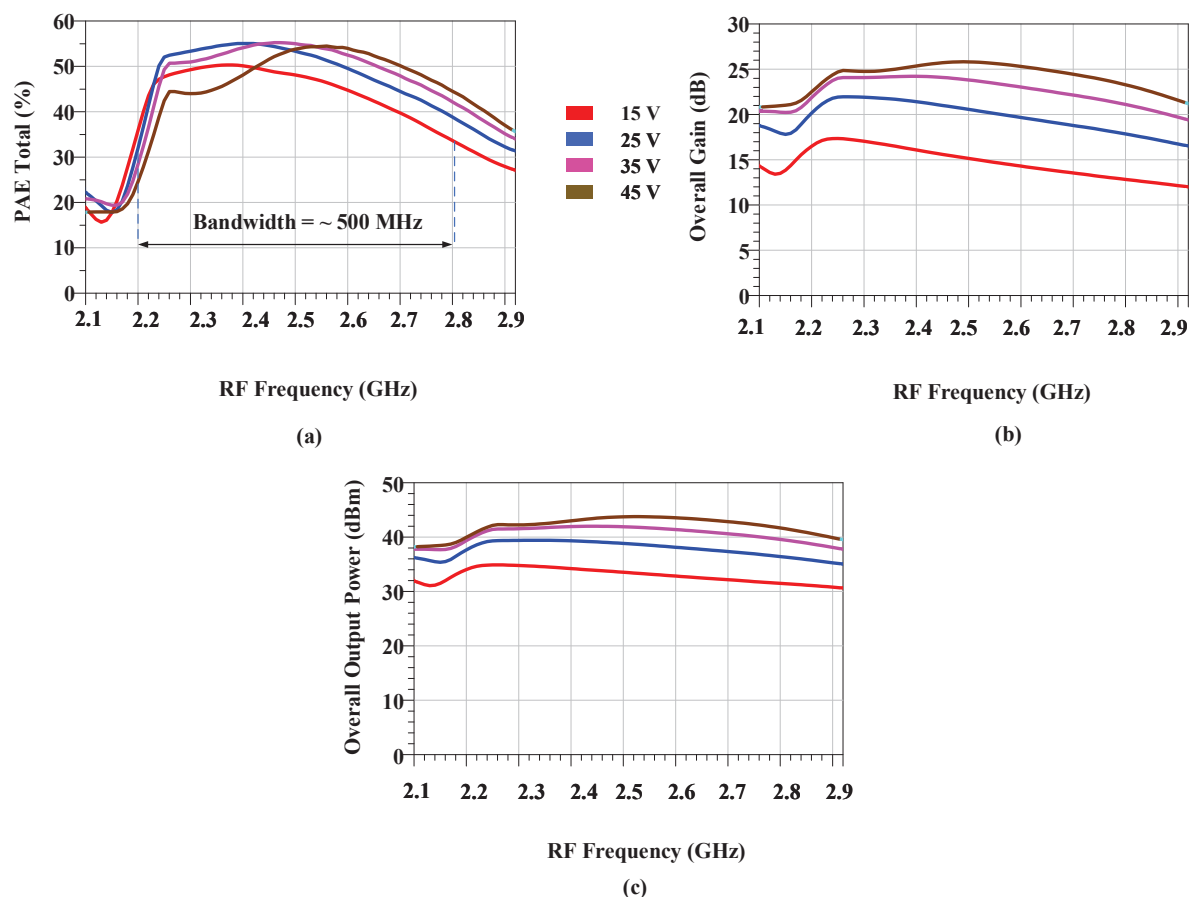 60
50
40
30
20
10
0
PAE Total (%)
Bandwidth = ~ 500 MHz
2.1 2.2 2.3 2.4 2.5 2.6 2.7 2.8 2.9
RF Frequency (GHz)
(a)
15 V
25 V
35 V
45 V
30
25
20
15
10
5
0
Overall Gain (dB)
2.1 2.2 2.3 2.4 2.5 2.6 2.7 2.8 2.9
RF Frequency (GHz)
(b)
50
40
30
20
10
0
Overall Output Power (dBm)
2.1 2.2 2.3 2.4 2.5 2.6 2.7 2.8 2.9
RF Frequency (GHz)
(c)